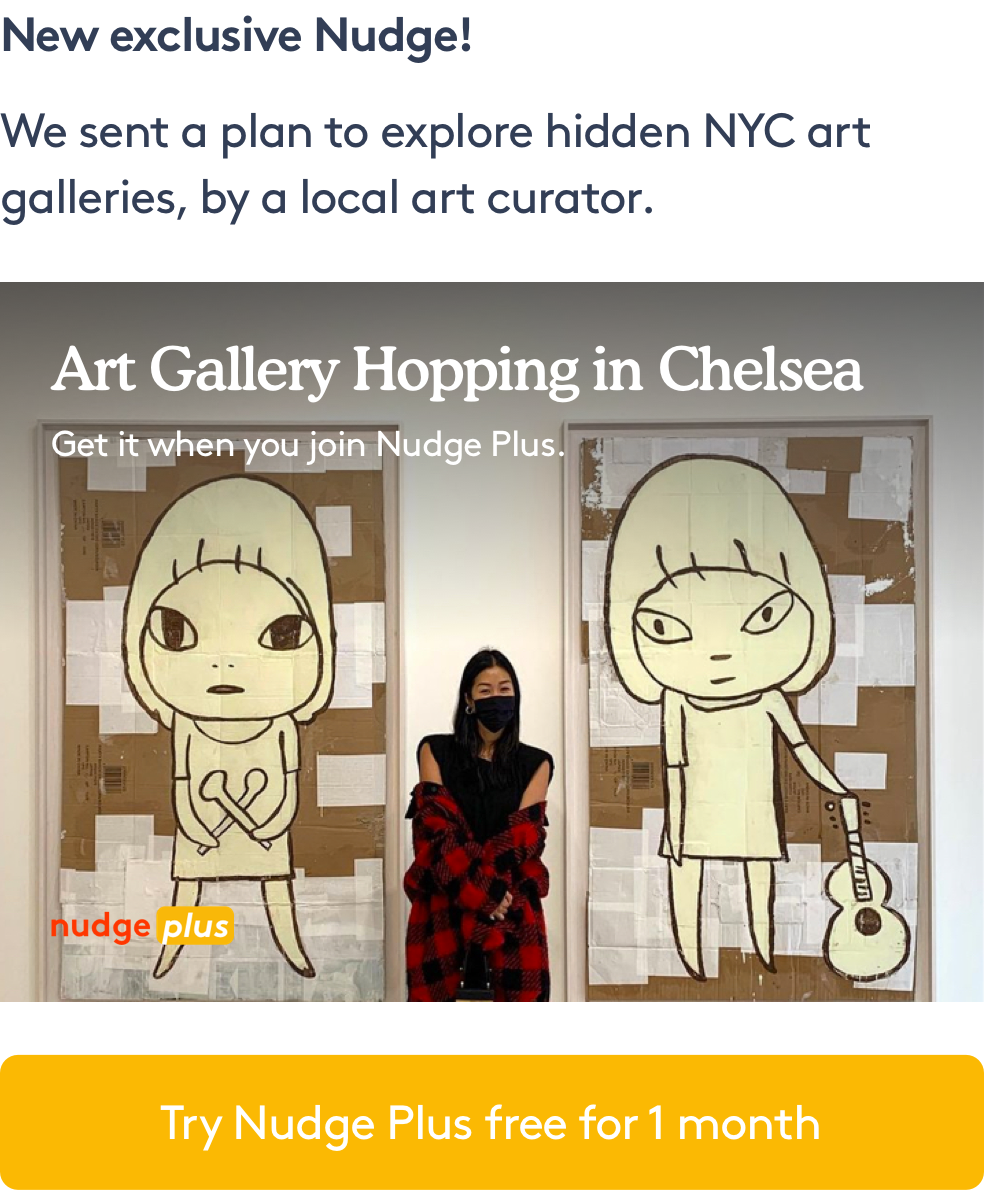 New exclusive Nudge!
We sent a plan to explore hidden NYC art
galleries, by a local art curator.
Art Gallery Hopping in Chelsea
Get it when you join Nudge Plus.
nudge plus
Try Nudge Plus free for 1 month